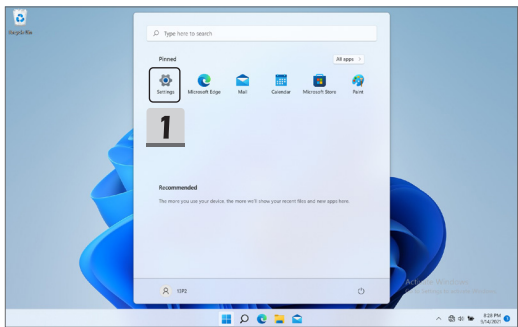 Recycle Bin
Type here to search
Pinned
All apps >
Settings
Microsoft Edge
Mail
Calendar
Microsoft Store
Paint
1
Recommended
The more you use your device, the more we'll show your recent files and new apps here.
Activate Windows
8:28 PM
9/14/2021